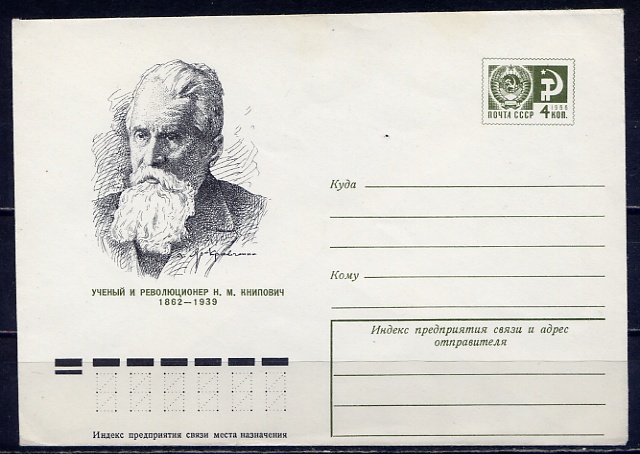 1966
ПОЧТА СССР 4 КОП.
Куда
Кому
УЧЕНЫЙ И РЕВОЛЮЦИОНЕР Н. М. КНИПОВИЧ
1862—1939
Индекс предприятия связи и адрес
отправителя
Индекс предприятия связи места назначения